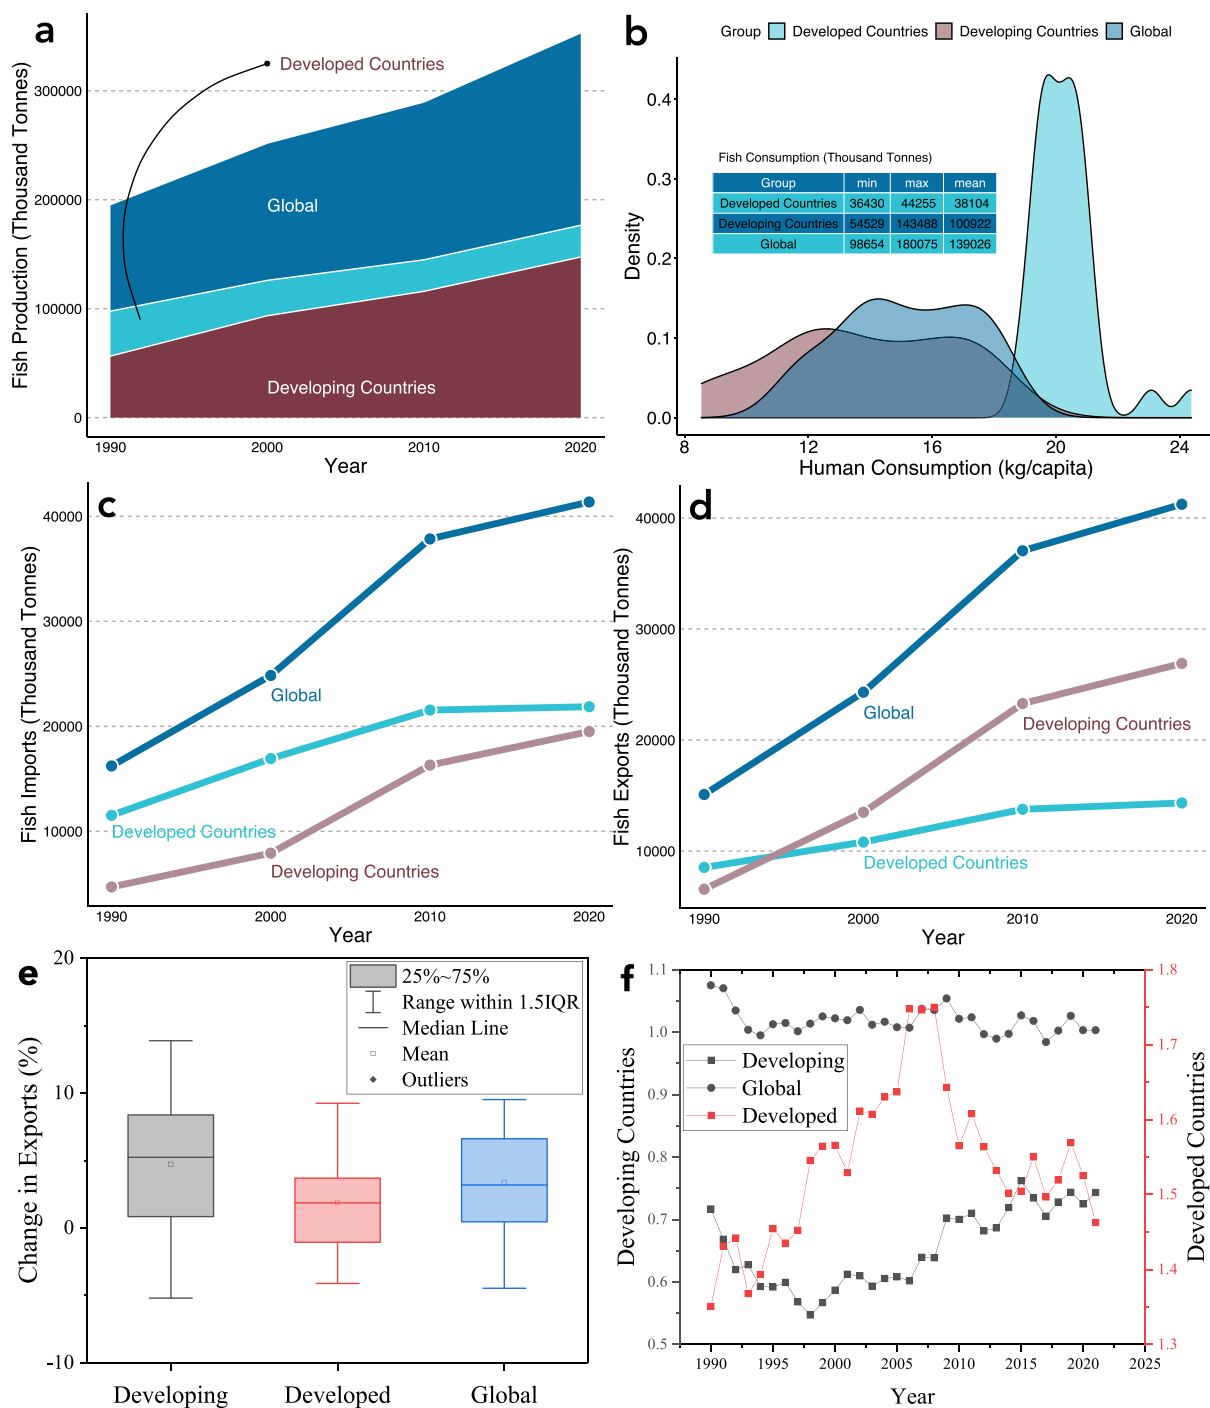 a
Fish Production (Thousand Tonnes)
300000
200000
100000
0
Developed Countries
Global
Developing Countries
1990
2000
2010
2020
Year
b
Group
Developed Countries
Developing Countries
Global
Density
0.4
0.3
0.2
0.1
0.0
Fish Consumption (Thousand Tonnes)
Group min max mean
Developed Countries 36430 44255 38104
Developing Countries 54529 143488 100922
Global 98654 180075 139026
8
12
16
20
24
Human Consumption (kg/capita)
c
Fish Imports (Thousand Tonnes)
40000
30000
20000
10000
Global
Developed Countries
Developing Countries
1990
2000
2010
2020
Year
d
Fish Exports (Thousand Tonnes)
40000
30000
20000
10000
Global
Developing Countries
Developed Countries
1990
2000
2010
2020
Year
e
Change in Exports (%)
20
10
0
-10
25%~75%
Range within 1.5IQR
Median Line
Mean
Outliers
Developing
Developed
Global
f
Developing Countries
1.1
1.0
0.9
0.8
0.7
0.6
0.5
Developing
Global
Developed
1.8
1.7
1.6
1.5
1.4
1.3
Developed Countries
1990
1995
2000
2005
2010
2015
2020
2025
Year